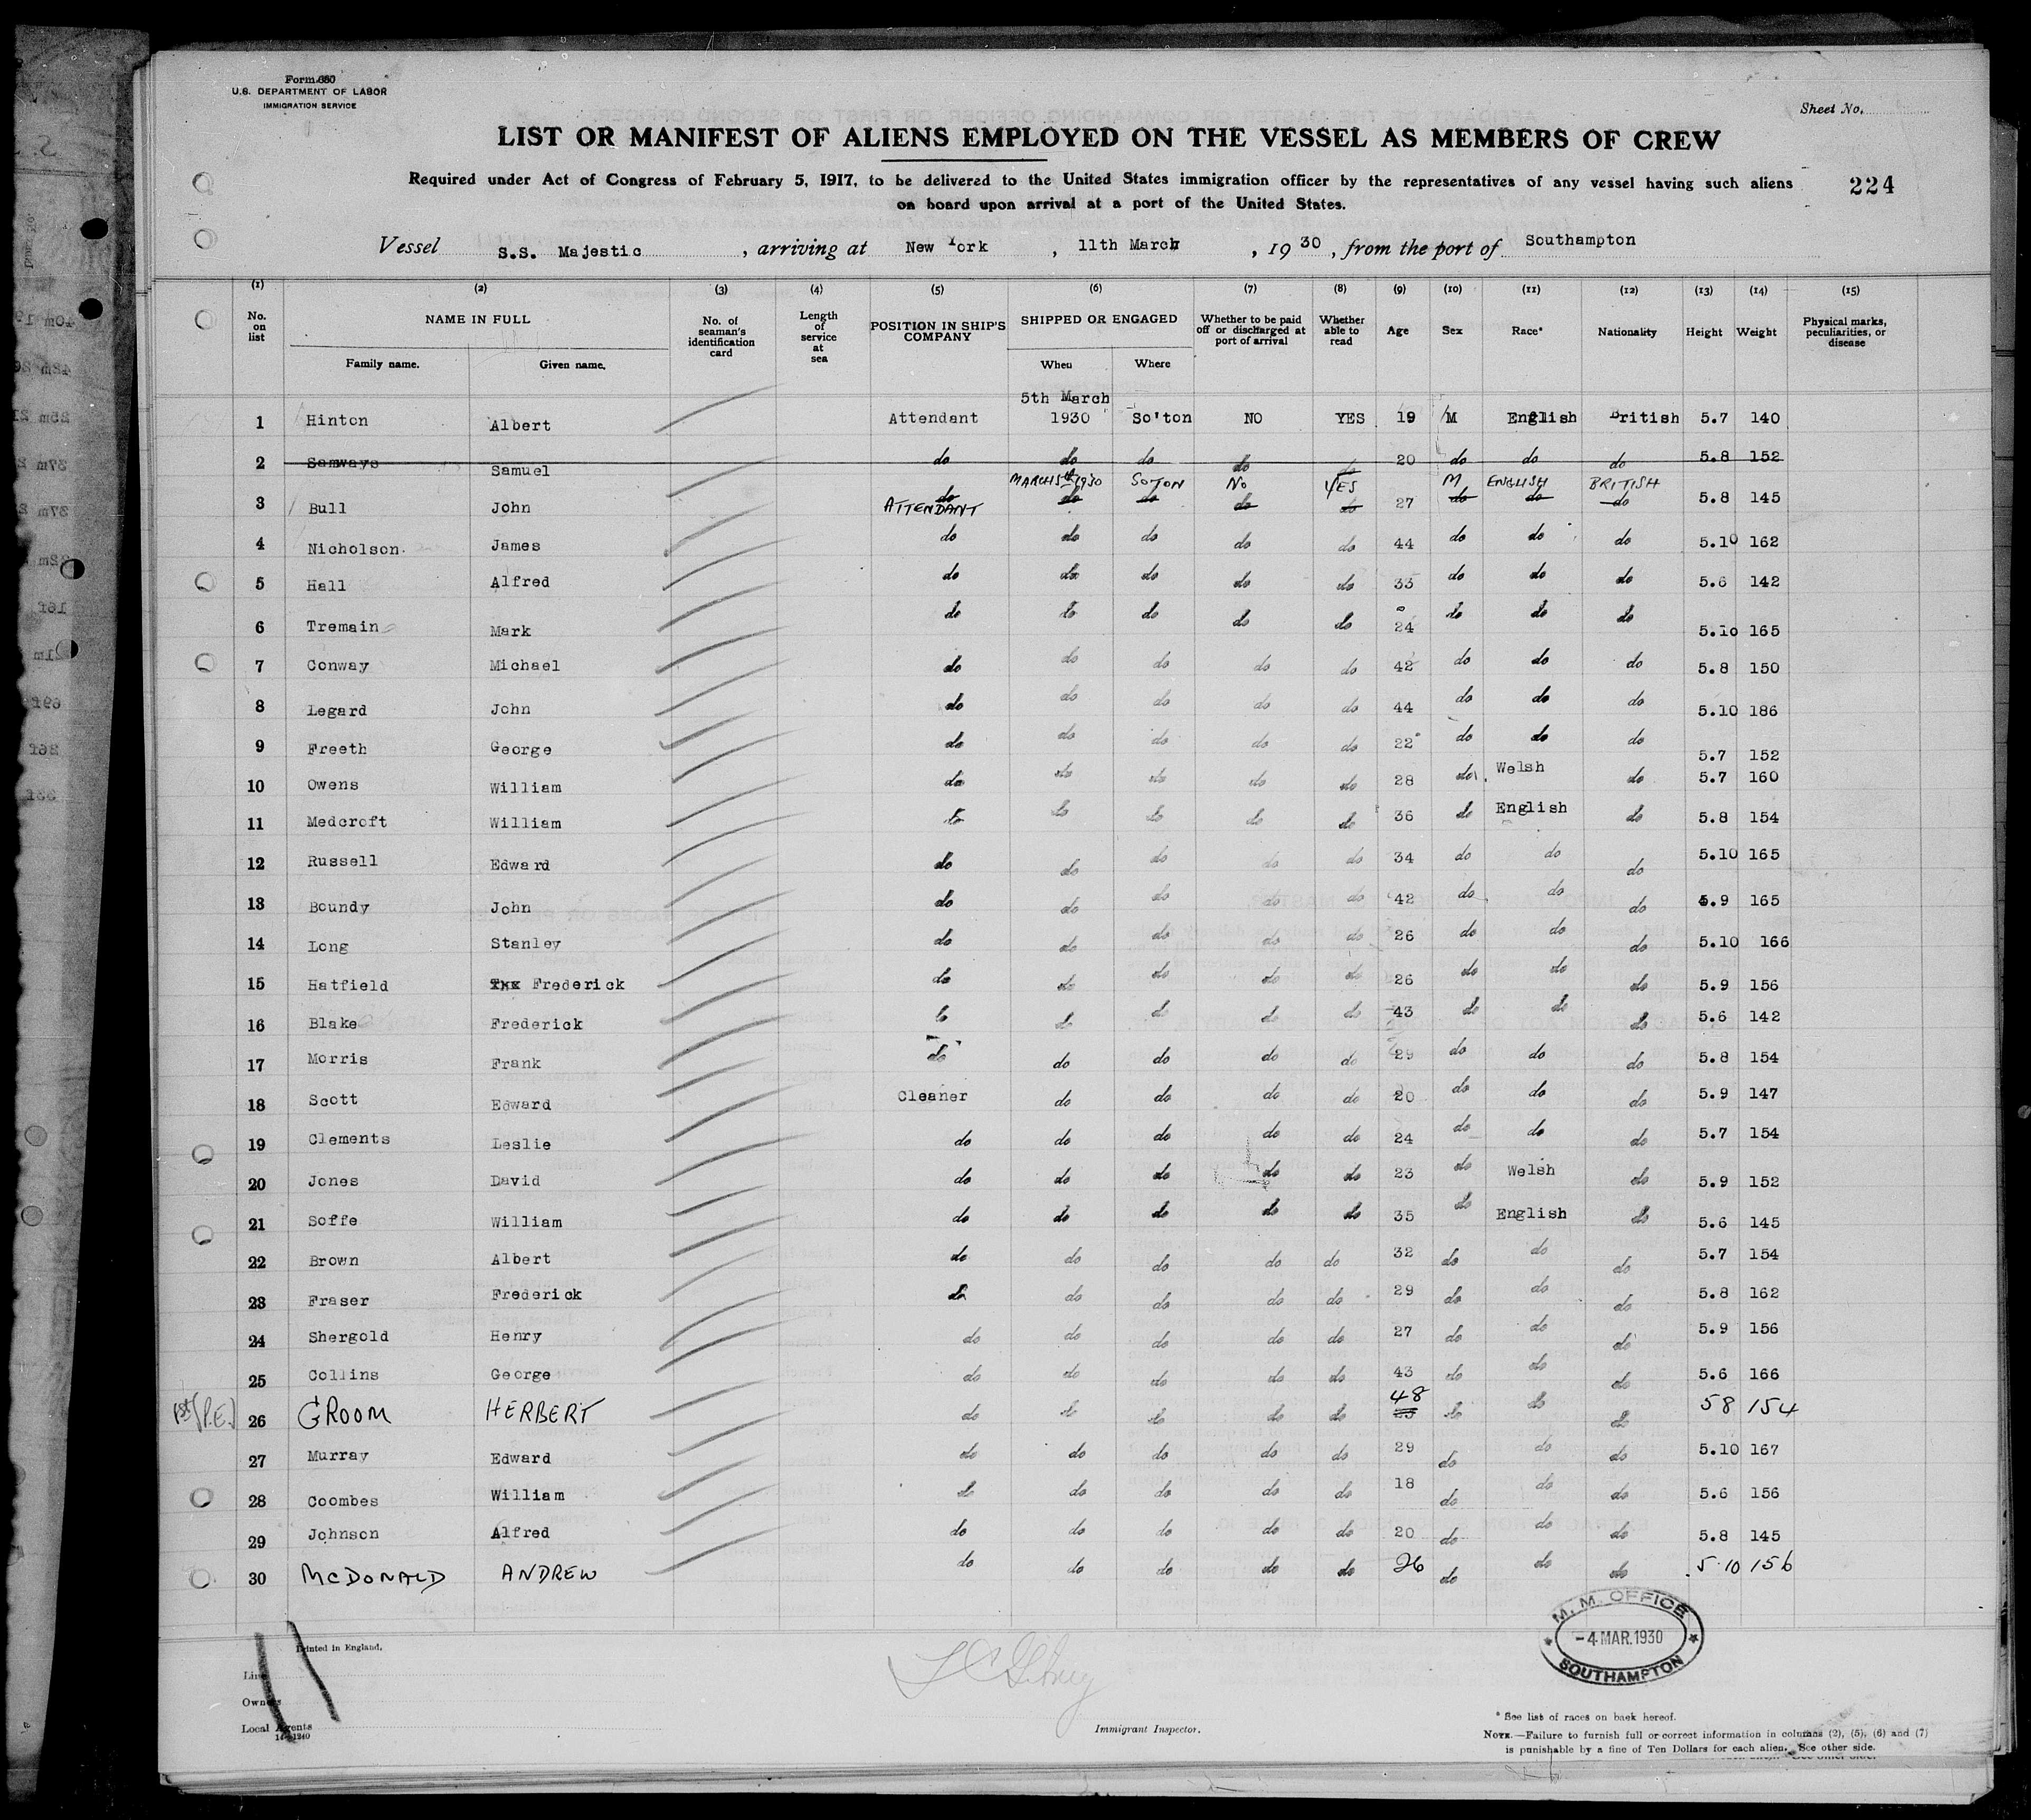 Form 680
U.S. DEPARTMENT OF LABOR
IMMIGRATION SERVICE
Sheet No.
LIST OR MANIFEST OF ALIENS EMPLOYED ON THE VESSEL AS MEMBERS OF CREW
Required under Act of Congress of February 5, 1917, to be delivered to the United States immigration officer by the representatives of any vessel having such aliens
on board upon arrival at a port of the United States.
224
Vessel S.S. Majestic, arriving at New York, 11th March, 1930, from the port of Southampton
(1) (2) (3) (4) (5) (6) (7) (8) (9) (10) (11) (12) (13) (14) (15)
No. on list NAME IN FULL Family name. Given name. No. of seaman's identification card Length of service at sea POSITION IN SHIP'S COMPANY SHIPPED OR ENGAGED When Where Whether to be paid off or discharged at port of arrival Whether able to read Age Sex Race* Nationality Height Weight Physical marks, peculiarities, or disease
5th March
1 Hinton Albert Attendant 1930 So'ton NO YES 19 M English British 5.7 140
2 Samways Samuel do do do do do 20 do do do 5.8 152
MARCH 5th 1930 SOTON No YES M ENGLISH BRITISH
3 Bull John do do do do do 27 do do do 5.8 145
ATTENDANT
4 Nicholson James do do do do do 44 do do do 5.10 162
5 Hall Alfred do do do do do 33 do do do 5.6 142
6 Tremain Mark do do do do do 24 do do do 5.10 165
7 Conway Michael do do do do do 42 do do do 5.8 150
8 Legard John do do do do do 44 do do do 5.10 186
9 Freeth George do do do do do 22 do do do 5.7 152
10 Owens William do do do do do 28 do Welsh do 5.7 160
11 Medcroft William do do do do do 36 do English do 5.8 154
12 Russell Edward do do do do do 34 do do do 5.10 165
13 Boundy John do do do do do 42 do do do 5.9 165
14 Long Stanley do do do do do 26 do do do 5.10 166
15 Hatfield Frederick do do do do do 26 do do do 5.9 156
16 Blake Frederick do do do do do 43 do do do 5.6 142
17 Morris Frank do do do do do 29 do do do 5.8 154
18 Scott Edward Cleaner do do do do 20 do do do 5.9 147
19 Clements Leslie do do do do do 24 do do do 5.7 154
20 Jones David do do do do do 23 do Welsh do 5.9 152
21 Soffe William do do do do do 35 do English do 5.6 145
22 Brown Albert do do do do do 32 do do do 5.7 154
23 Fraser Frederick do do do do do 29 do do do 5.8 162
24 Shergold Henry do do do do do 27 do do do 5.9 156
25 Collins George do do do do do 43 do do do 5.6 166
1st (P.E.) 26 GROOM HERBERT do do do do do 48 do do do 58 154
27 Murray Edward do do do do do 29 do do do 5.10 167
28 Coombes William do do do do do 18 do do do 5.6 156
29 Johnson Alfred do do do do do 20 do do do 5.8 145
30 McDONALD ANDREW do do do do do 26 do do do 5.10 156
M. M. OFFICE
-4 MAR. 1930
SOUTHAMPTON
Printed in England.
Line
Owners
Local Agents
Immigrant Inspector.
* See list of races on back hereof.
NOTE.—Failure to furnish full or correct information in columns (2), (5), (6) and (7)
is punishable by a fine of Ten Dollars for each alien. See other side.